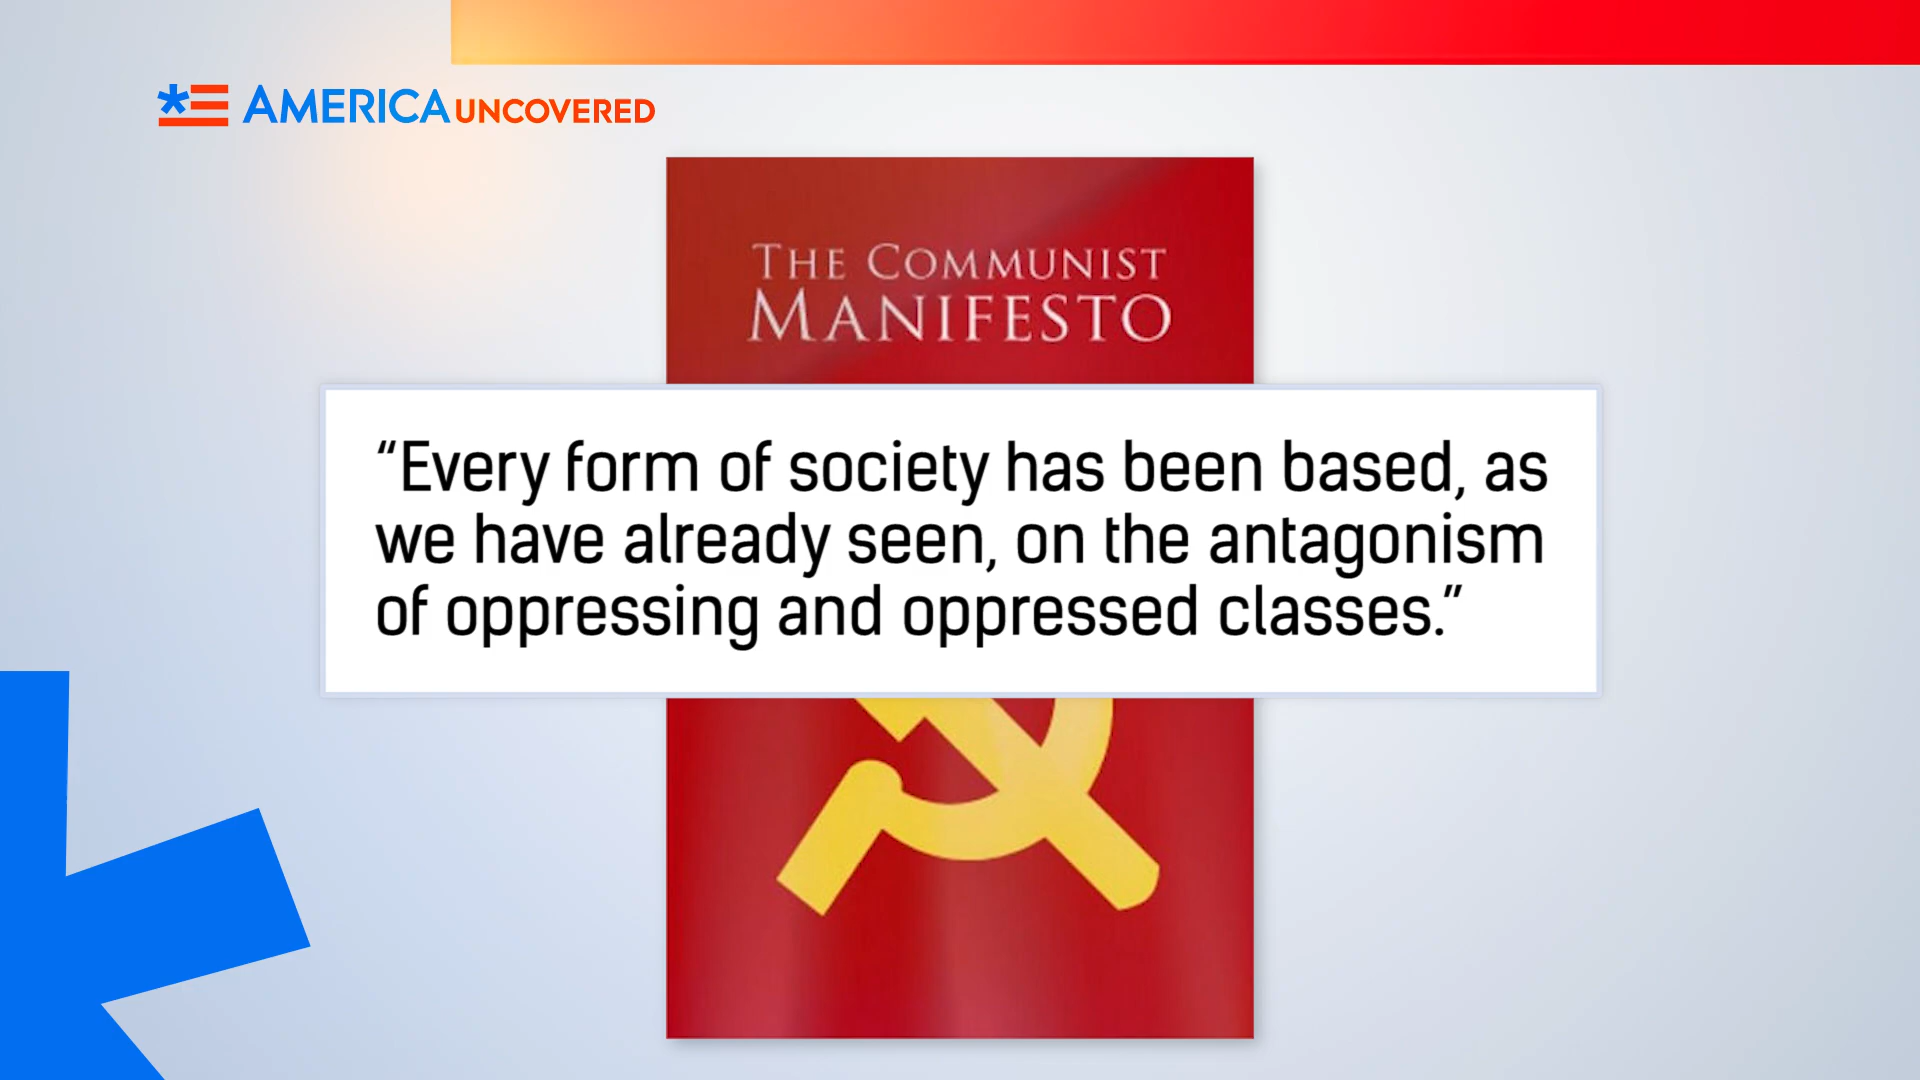 AMERICA UNCOVERED
THE COMMUNIST
MANIFESTO
“Every form of society has been based, as
we have already seen, on the antagonism
of oppressing and oppressed classes.”